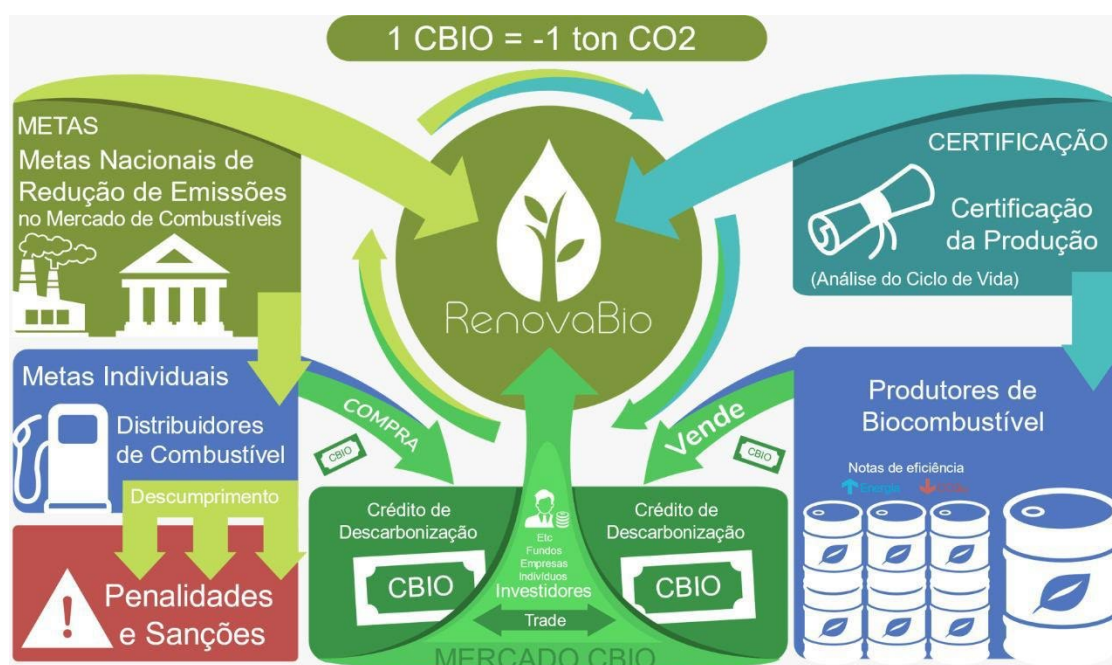 1 CBIO = -1 ton CO2
METAS
Metas Nacionais de
Redução de Emissões
no Mercado de Combustíveis
CERTIFICAÇÃO
Certificação
da Produção
(Análise do Ciclo de Vida)
RenovaBio
Metas Individuais
Distribuidores
de Combustível
Descumprimento
Penalidades
e Sanções
COMPRA
CBIO
Vende
CBIO
Produtores de
Biocombustível
Notas de eficiência
Energia
Crédito de
Descarbonização
CBIO
Etc
Fundos
Empresas
Indivíduos
Investidores
Trade
Crédito de
Descarbonização
CBIO
MERCADO CBIO